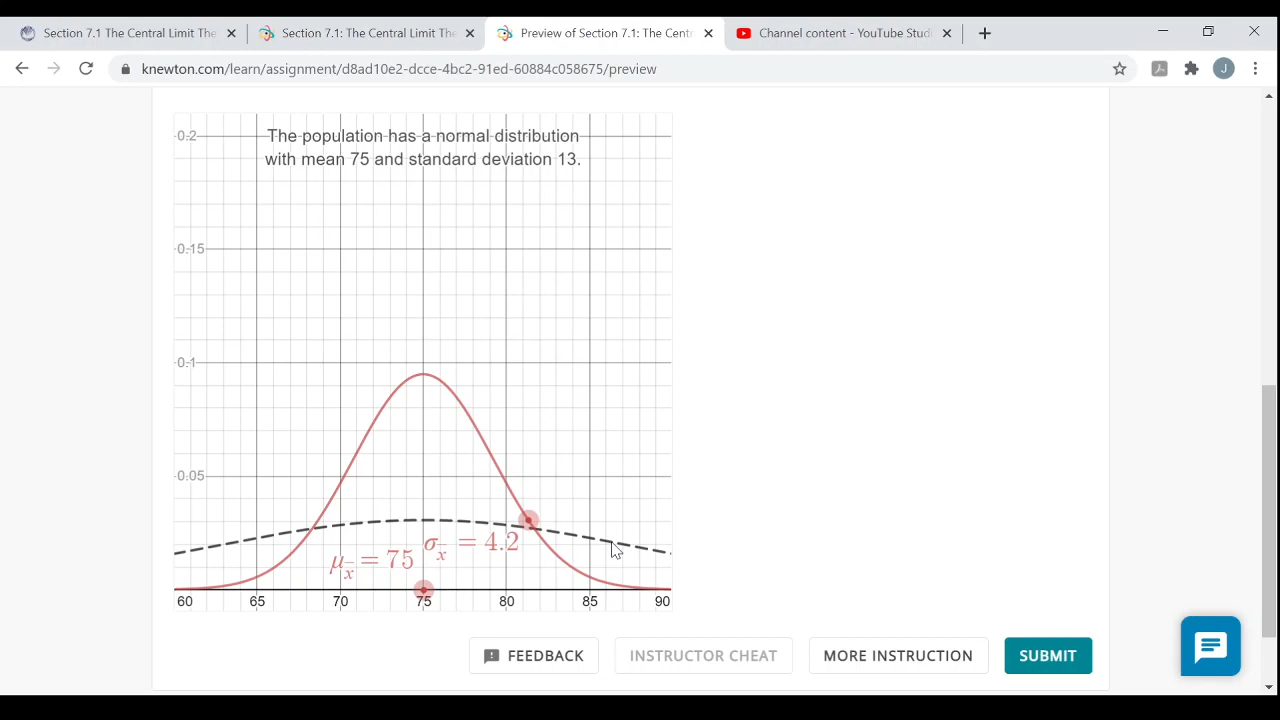 Section 7.1 The Central Limit The
Section 7.1: The Central Limit The
Preview of Section 7.1: The Centr
Channel content - YouTube Studi
knewton.com/learn/assignment/d8ad10e2-dcce-4bc2-91ed-60884c058675/preview
J
The population has a normal distribution
with mean 75 and standard deviation 13.
0.2
0.15
0.1
0.05
μx̄ = 75
σx̄ = 4.2
60 65 70 75 80 85 90
FEEDBACK
INSTRUCTOR CHEAT
MORE INSTRUCTION
SUBMIT